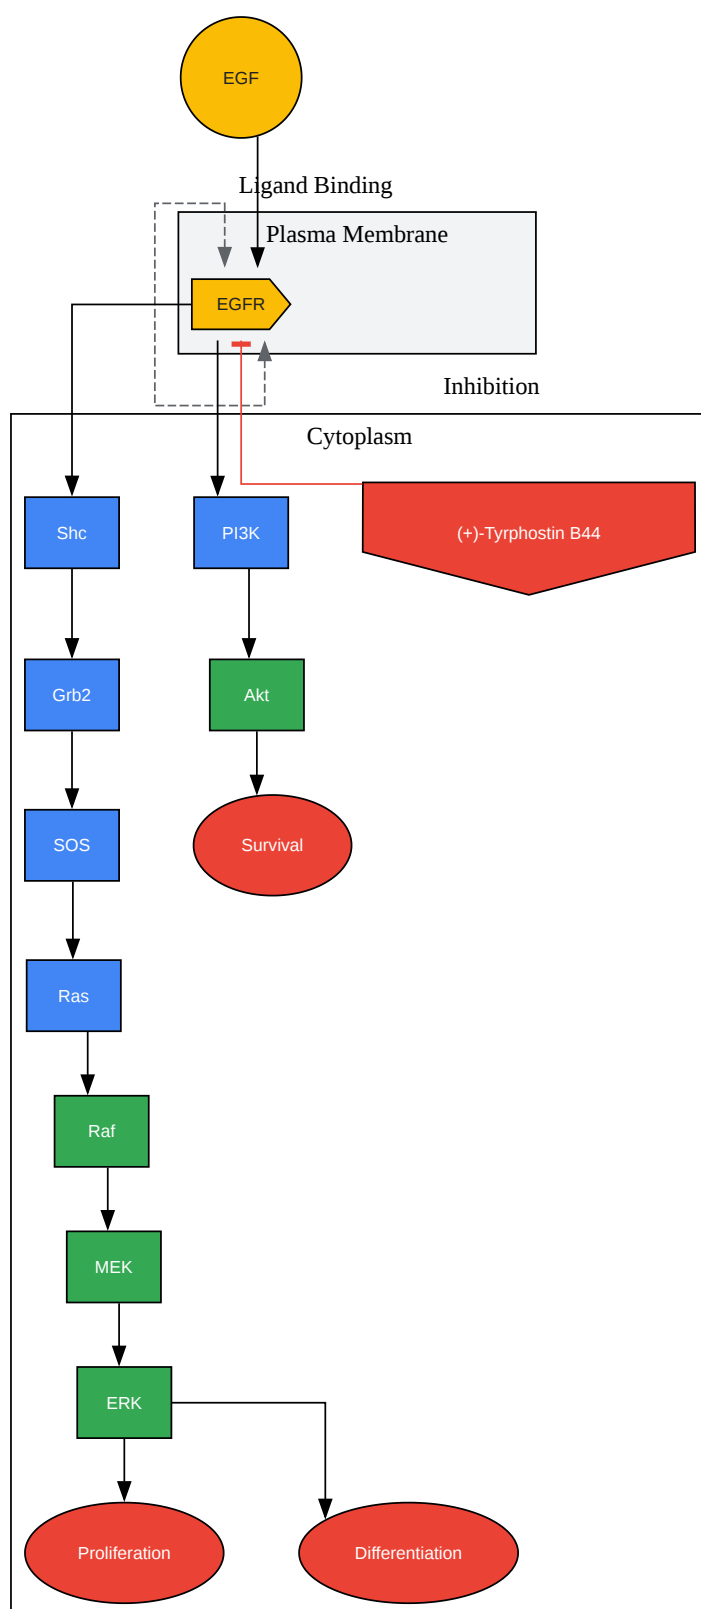 EGF
Ligand Binding
Plasma Membrane
EGFR
Inhibition
Cytoplasm
Shc
PI3K
(+)-Tyrphostin B44
Grb2
Akt
SOS
Survival
Ras
Raf
MEK
ERK
Proliferation
Differentiation